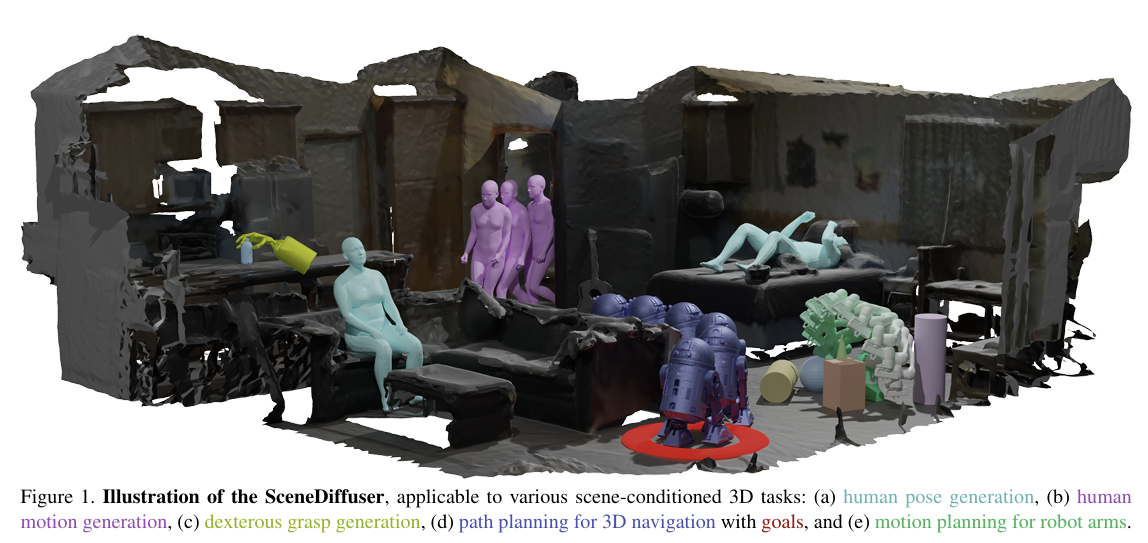 Figure 1. Illustration of the SceneDiffuser, applicable to various scene-conditioned 3D tasks: (a) human pose generation, (b) human
motion generation, (c) dexterous grasp generation, (d) path planning for 3D navigation with goals, and (e) motion planning for robot arms.